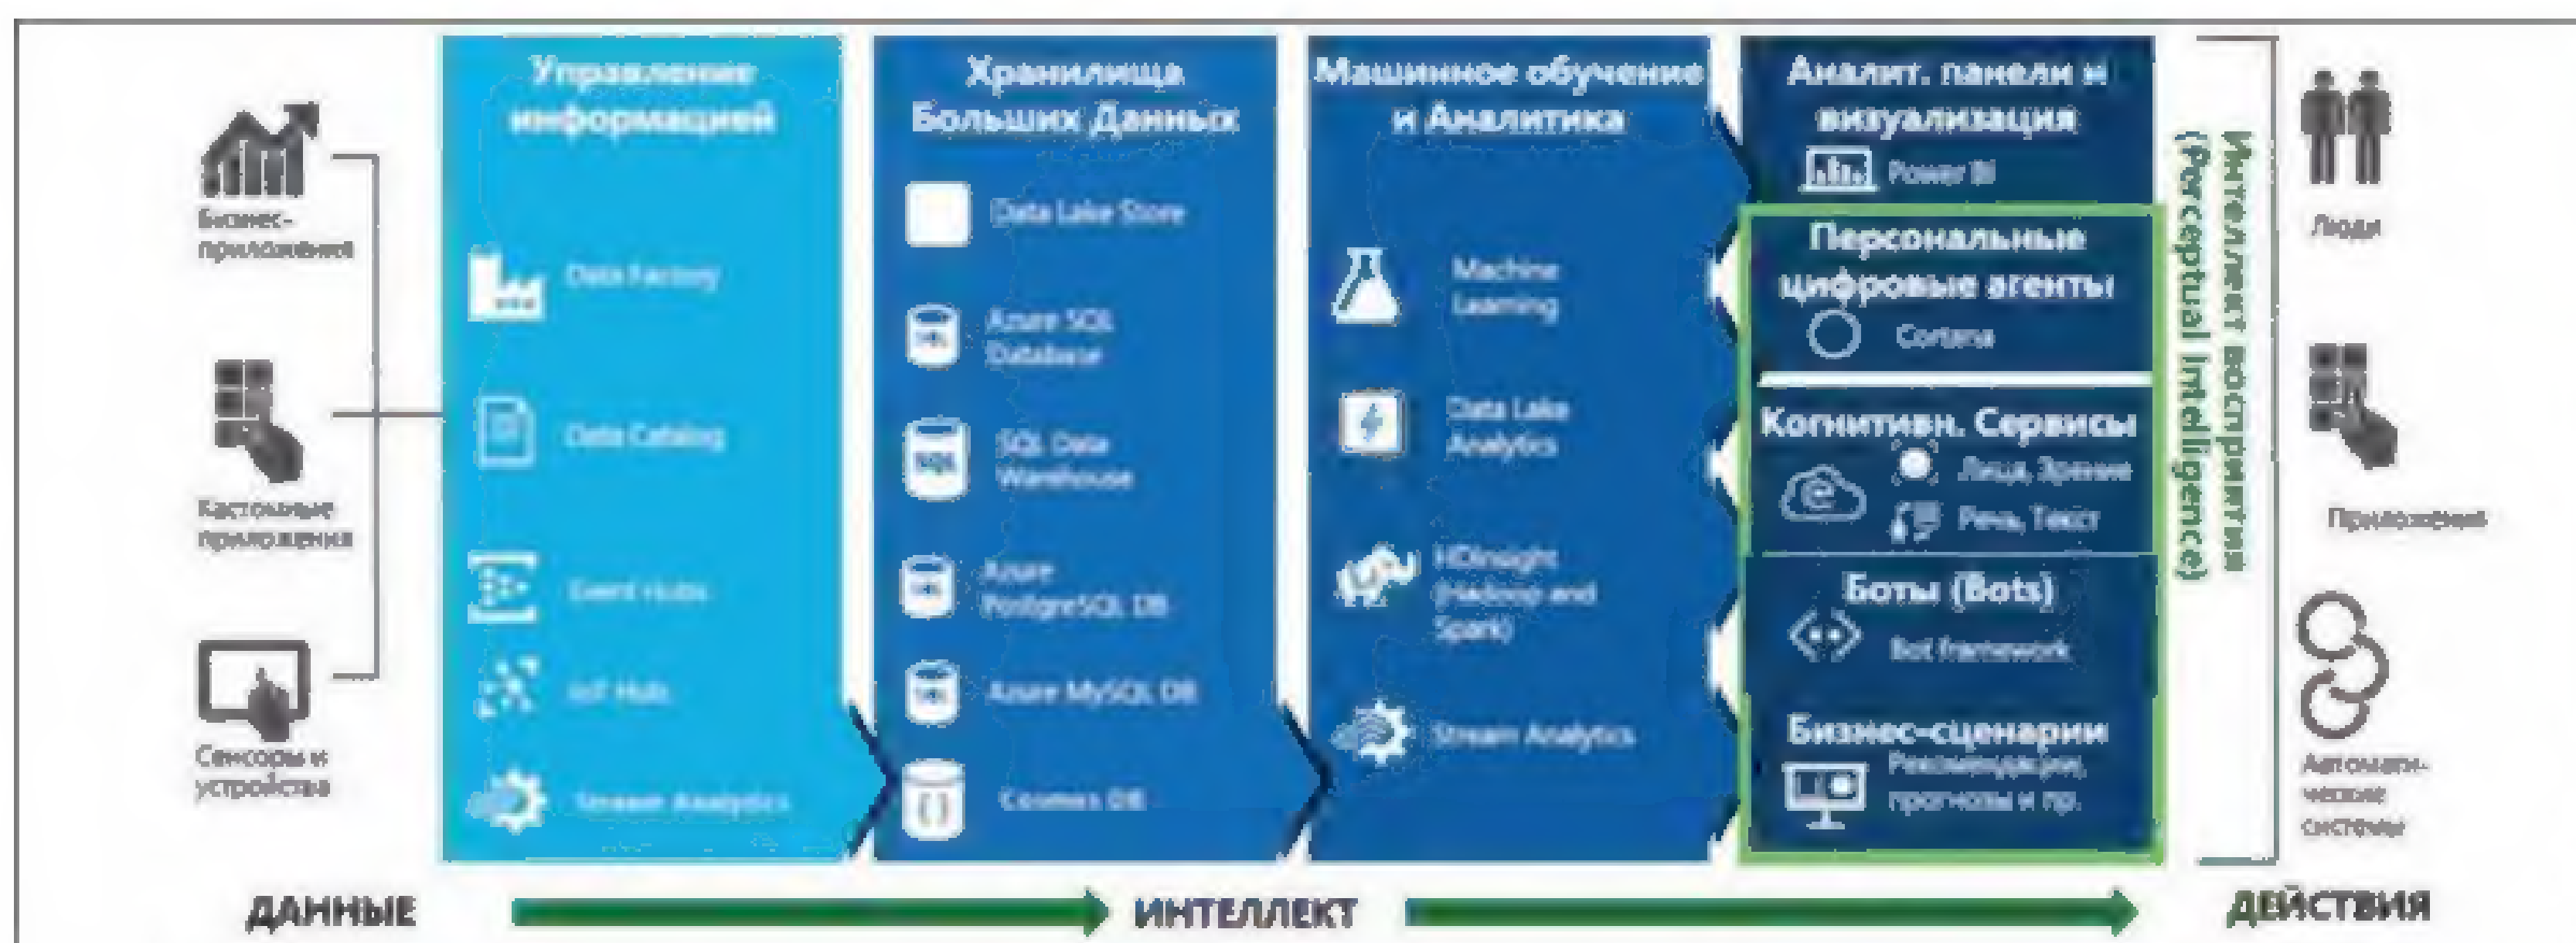 Бизнес-
приложения
Кастомные
приложения
Сенсоры и
устройства
Управление
информацией
Data Factory
Data Catalog
Event Hubs
IoT Hub
Stream Analytics
Хранилища
Больших Данных
Data Lake Store
Azure SQL
Database
SQL Data
Warehouse
SQL
Azure
PostgreSQL DB
Azure MySQL DB
Cosmos DB
Машинное обучение
и Аналитика
Machine
Learning
Data Lake
Analytics
HDInsight
(Hadoop and
Spark)
Stream Analytics
Аналит. панели и
визуализация
Power BI
Персональные
цифровые агенты
Cortana
Когнитивн. Сервисы
Лица, Зрение
Речь, Текст
Боты (Bots)
Bot framework
Бизнес-сценарии
Рекомендации,
прогнозы и пр.
Интеллект восприятия
(Perceptual Intelligence)
Люди
Приложения
Автомати-
ческие
системы
ДАННЫЕ
ИНТЕЛЛЕКТ
ДЕЙСТВИЯ